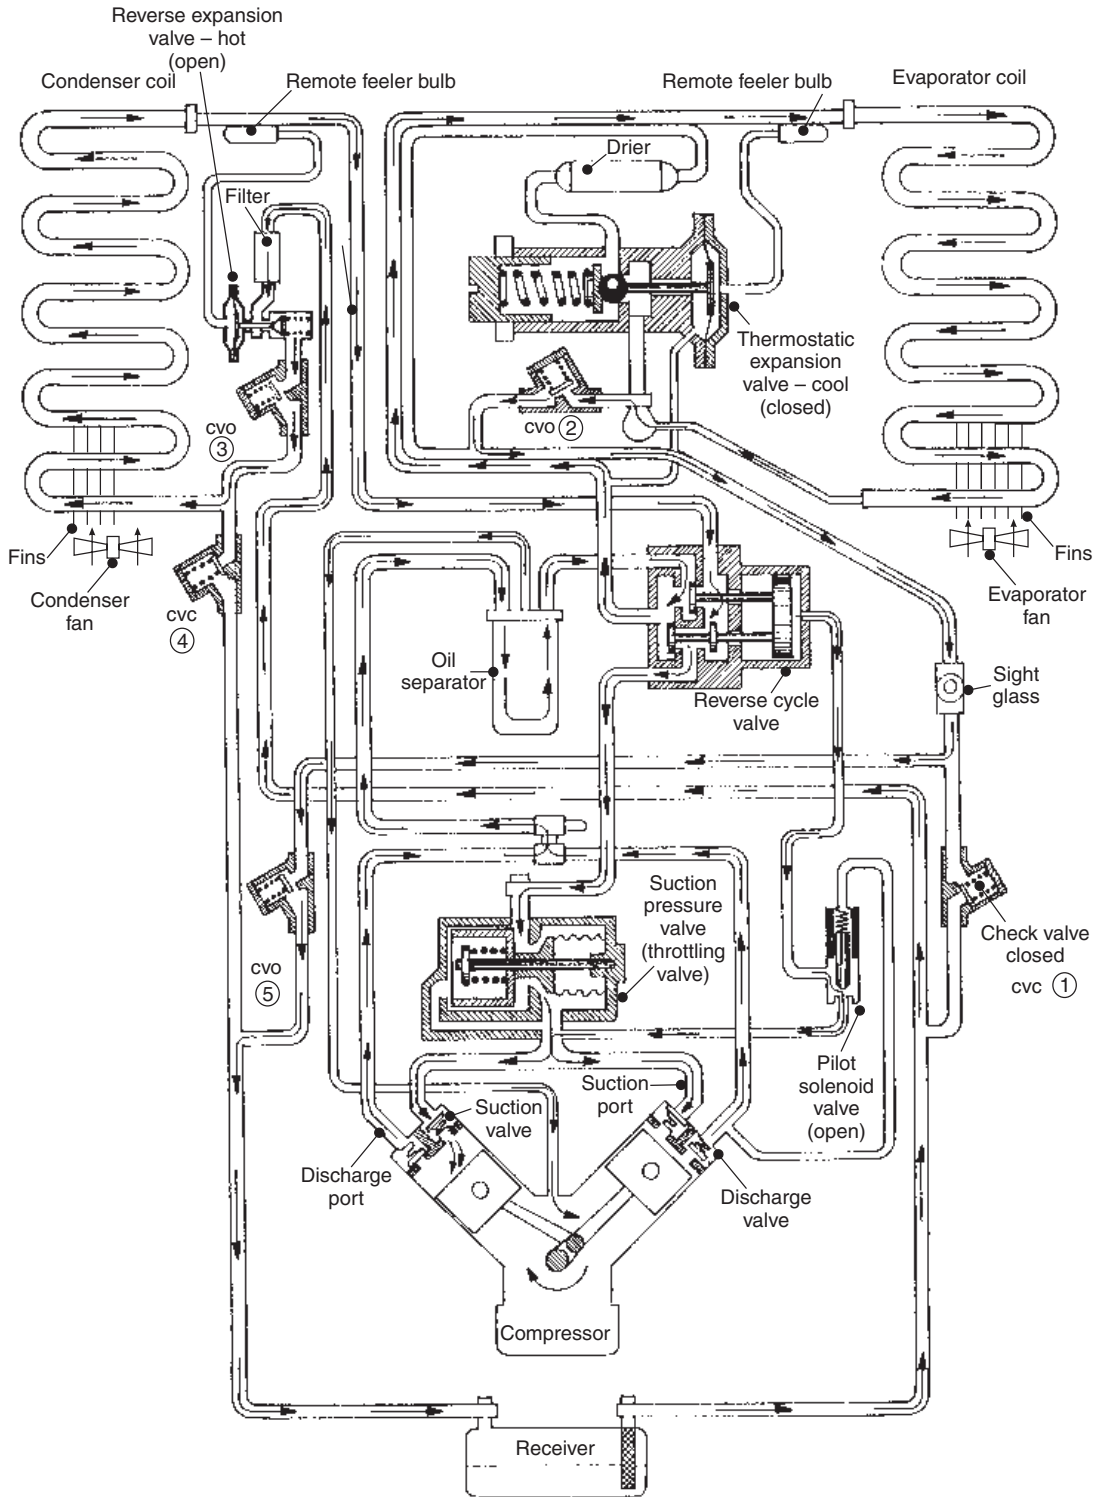 Reverse expansion
valve – hot
(open)
Condenser coil
Remote feeler bulb
Remote feeler bulb
Evaporator coil
Drier
Filter
Thermostatic
expansion
valve – cool
(closed)
cvo ②
cvo
③
Fins
Condenser
fan
cvc
④
Fins
Evaporator
fan
Oil
separator
Reverse cycle
valve
Sight
glass
Suction
pressure
valve
(throttling
valve)
Check valve
closed
cvc ①
cvo
⑤
Pilot
solenoid
valve
(open)
Suction
port
Suction
valve
Discharge
port
Discharge
valve
Compressor
Receiver